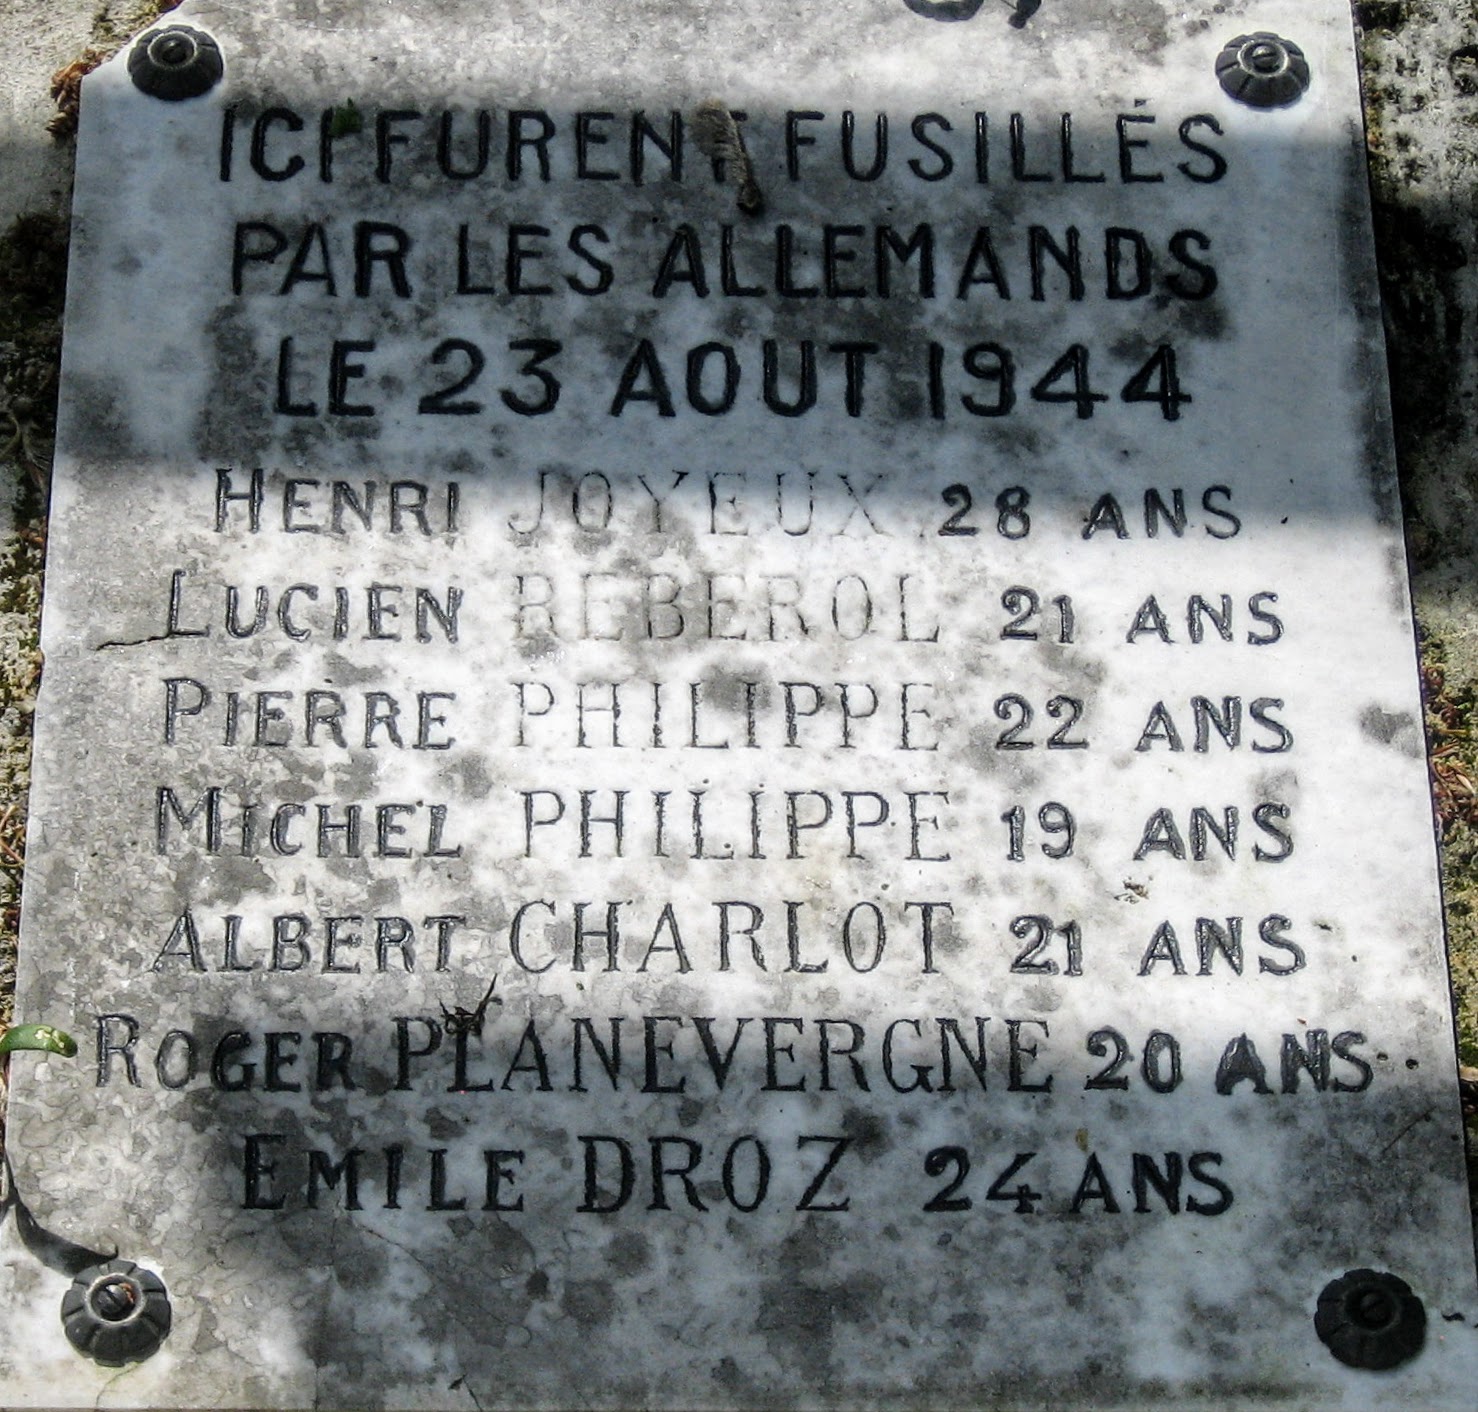 ICI FURENT FUSILLÉS
PAR LES ALLEMANDS
LE 23 AOUT 1944
HENRI JOYEUX 28 ANS
LUCIEN REBEROL 21 ANS
PIERRE PHILIPPE 22 ANS
MICHEL PHILIPPE 19 ANS
ALBERT CHARLOT 21 ANS
ROGER PLANEVERGNE 20 ANS
EMILE DROZ 24 ANS